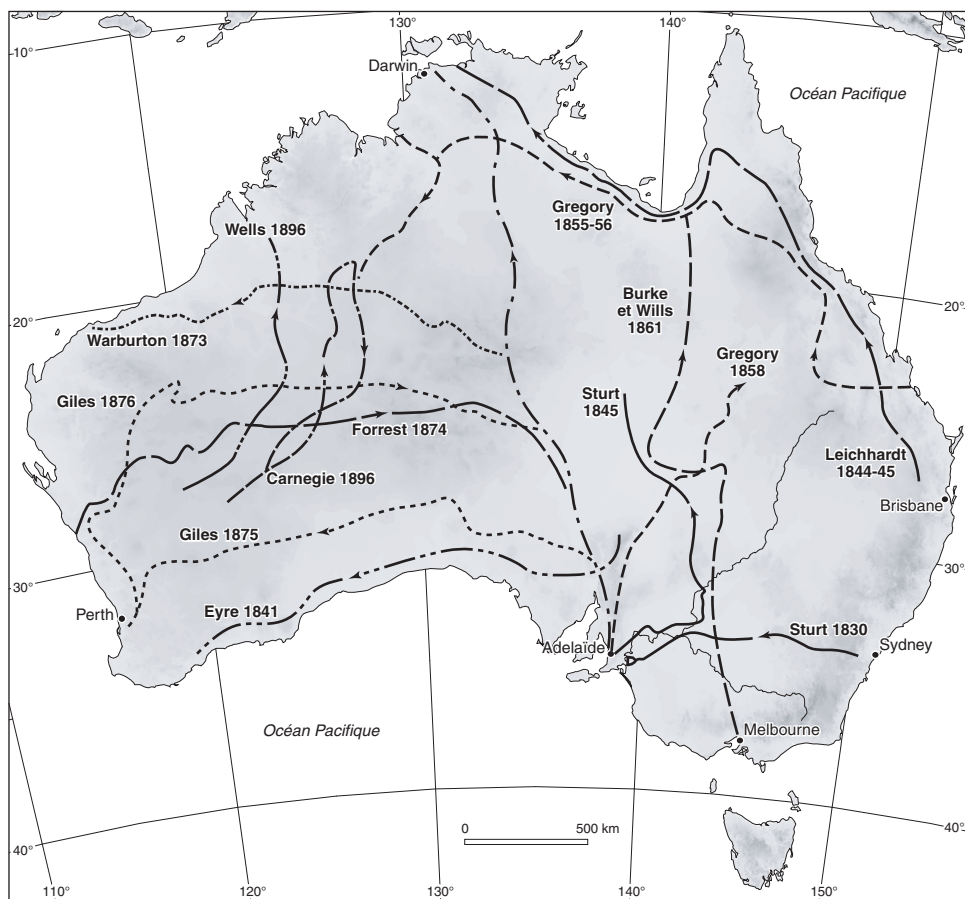 130°
140°
10°
Darwin
Océan Pacifique
Gregory
1855-56
Wells 1896
20°
20°
Burke
et Wills
1861
Warburton 1873
Gregory
1858
Giles 1876
Sturt
1845
Forrest 1874
Leichhardt
1844-45
Carnegie 1896
Brisbane
Giles 1875
30°
30°
Perth
Eyre 1841
Sturt 1830
Adelaïde
Sydney
Océan Pacifique
Melbourne
0
500 km
40°
40°
110°
120°
130°
140°
150°